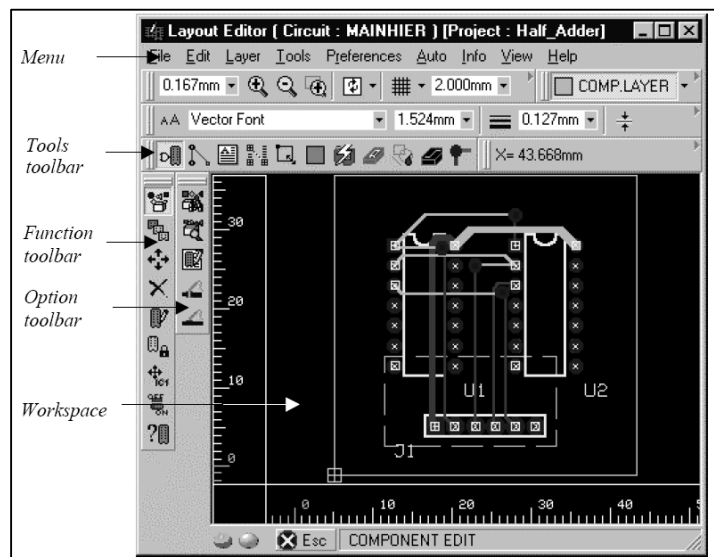 Layout Editor ( Circuit : MAINHIER ) [Project : Half_Adder]
Menu
File Edit Layer Tools Preferences Auto Info View Help
0.167mm 2.000mm COMP.LAYER
AA Vector Font 1.524mm 0.127mm
Tools
toolbar
X= 43.668mm
Function
toolbar
Option
toolbar
Workspace
30
20
10
0
U1 U2
J1
0 10 20 30 40 5
Esc COMPONENT EDIT